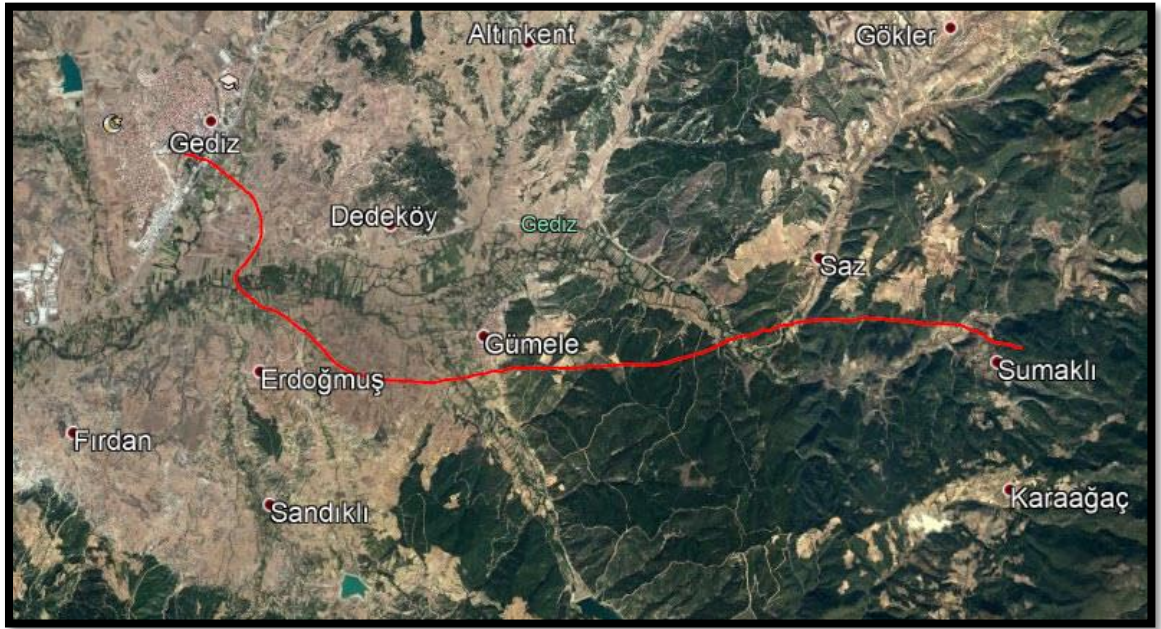 Altınkent
Gökler
Gediz
Dedeköy
Gediz
Saz
Gümele
Sumaklı
Erdoğmuş
Fırdan
Karaağaç
Sandıklı